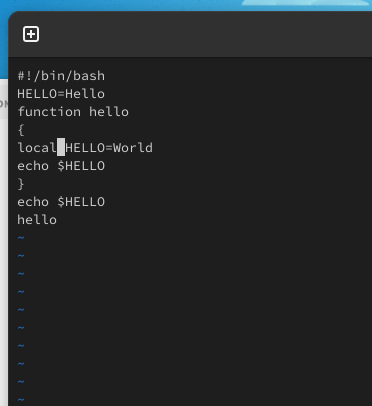 #!/bin/bash
HELLO=Hello
function hello
{
local HELLO=World
echo $HELLO
}
echo $HELLO
hello
~
~
~
~
~
~
~
~
~
~